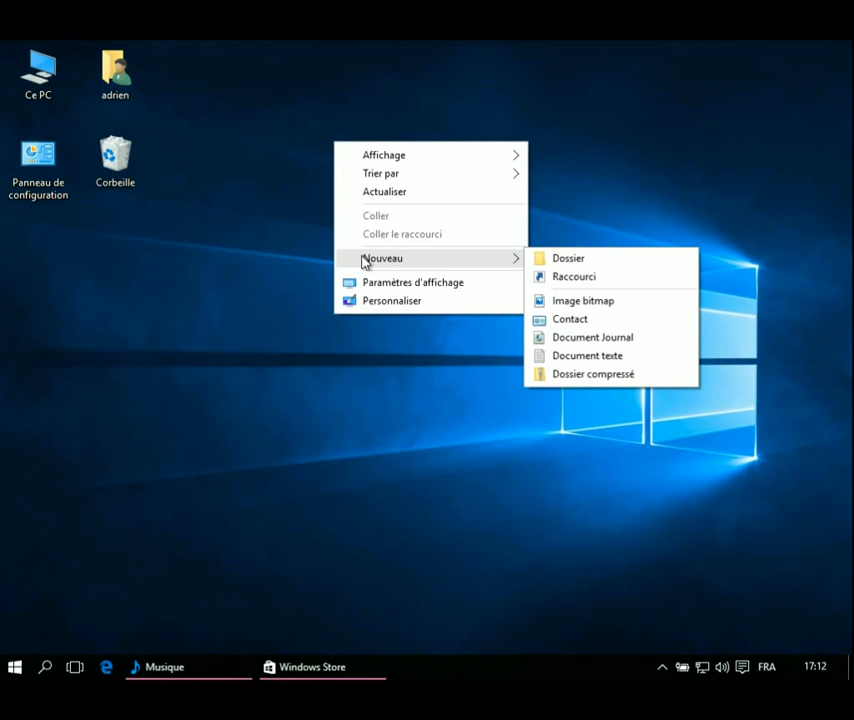 Ce PC
adrien
Panneau de
configuration
Corbeille
Affichage
Trier par
Actualiser
Coller
Coller le raccourci
Nouveau
Paramètres d'affichage
Personnaliser
Dossier
Raccourci
Image bitmap
Contact
Document Journal
Document texte
Dossier compressé
Musique
Windows Store
FRA
17:12